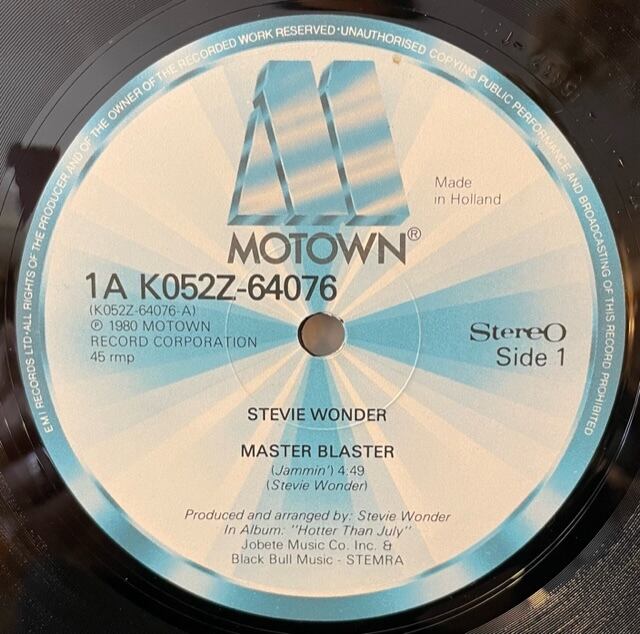 EMI RECORDS LTD·ALL RIGHTS OF THE PRODUCER AND OF THE OWNER OF THE RECORDED WORK RESERVED·UNAUTHORISED COPYING PUBLIC PERFORMANCE AND BROADCASTING OF THIS RECORD PROHIBITED
Made
in Holland
MOTOWN®
1A K052Z-64076
(K052Z-64076-A)
℗ 1980 MOTOWN
RECORD CORPORATION
45 rmp
Stereo
Side 1
STEVIE WONDER
MASTER BLASTER
(Jammin') 4:49
(Stevie Wonder)
Produced and arranged by: Stevie Wonder
In Album: "Hotter Than July"
Jobete Music Co. Inc. &
Black Bull Music - STEMRA